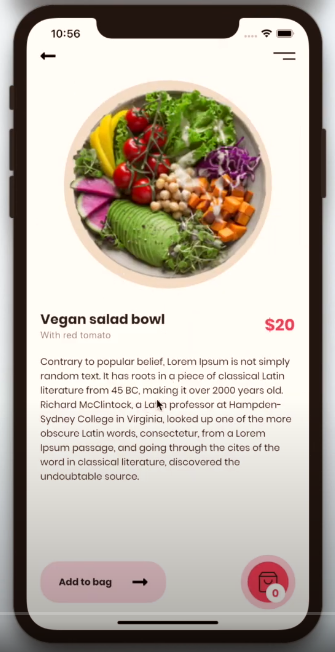 10:56
Vegan salad bowl
$20
With red tomato
Contrary to popular belief, Lorem Ipsum is not simply
random text. It has roots in a piece of classical Latin
literature from 45 BC, making it over 2000 years old.
Richard McClintock, a Latin professor at Hampden-
Sydney College in Virginia, looked up one of the more
obscure Latin words, consectetur, from a Lorem
Ipsum passage, and going through the cites of the
word in classical literature, discovered the
undoubtable source.
Add to bag
0